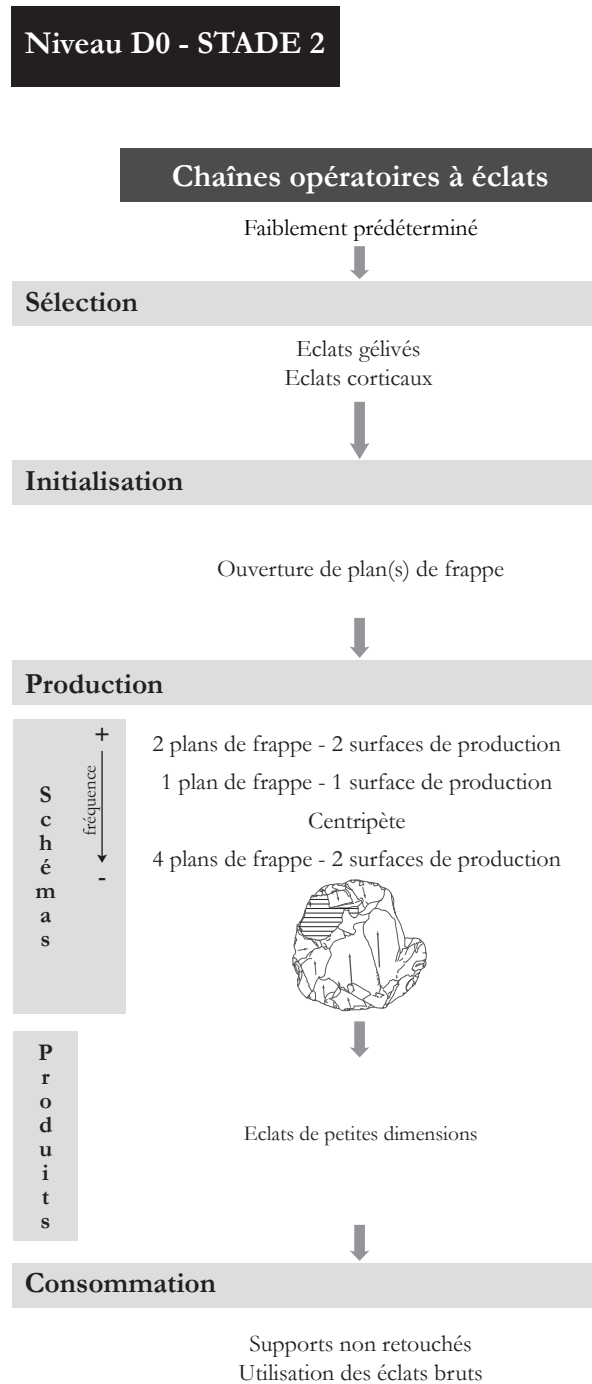 Niveau D0 - STADE 2
Chaînes opératoires à éclats
Faiblement prédéterminé
Sélection
Eclats gélivés
Eclats corticaux
Initialisation
Ouverture de plan(s) de frappe
Production
Schémas
+
fréquence
-
2 plans de frappe - 2 surfaces de production
1 plan de frappe - 1 surface de production
Centripète
4 plans de frappe - 2 surfaces de production
Produits
Eclats de petites dimensions
Consommation
Supports non retouchés
Utilisation des éclats bruts